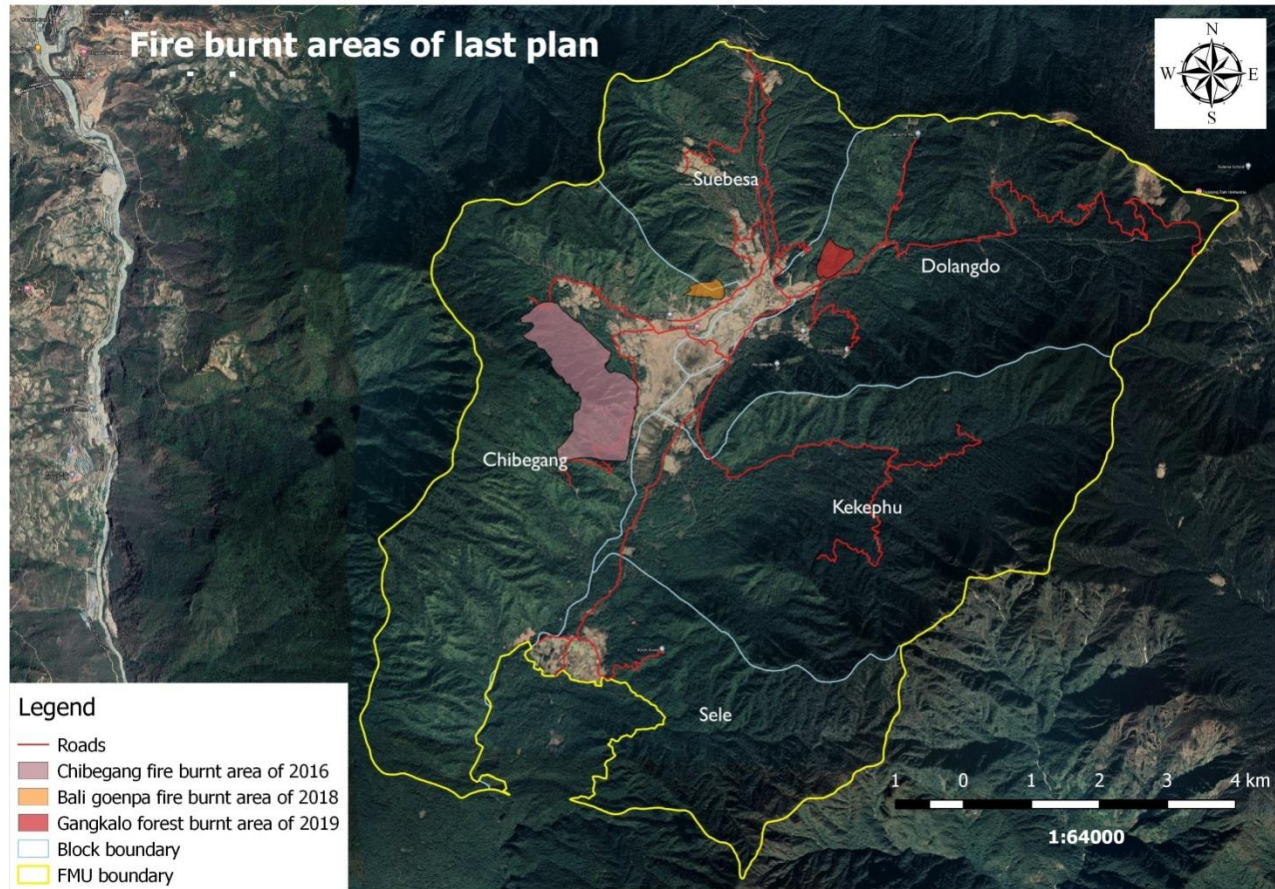 Fire burnt areas of last plan
N
W
E
S
Suebesa
Dolangdo
Chibegang
Kekephu
Sele
Legend
Roads
Chibegang fire burnt area of 2016
Bali goenpa fire burnt area of 2018
Gangkalo forest burnt area of 2019
Block boundary
FMU boundary
1 0 1 2 3 4 km
1:64000